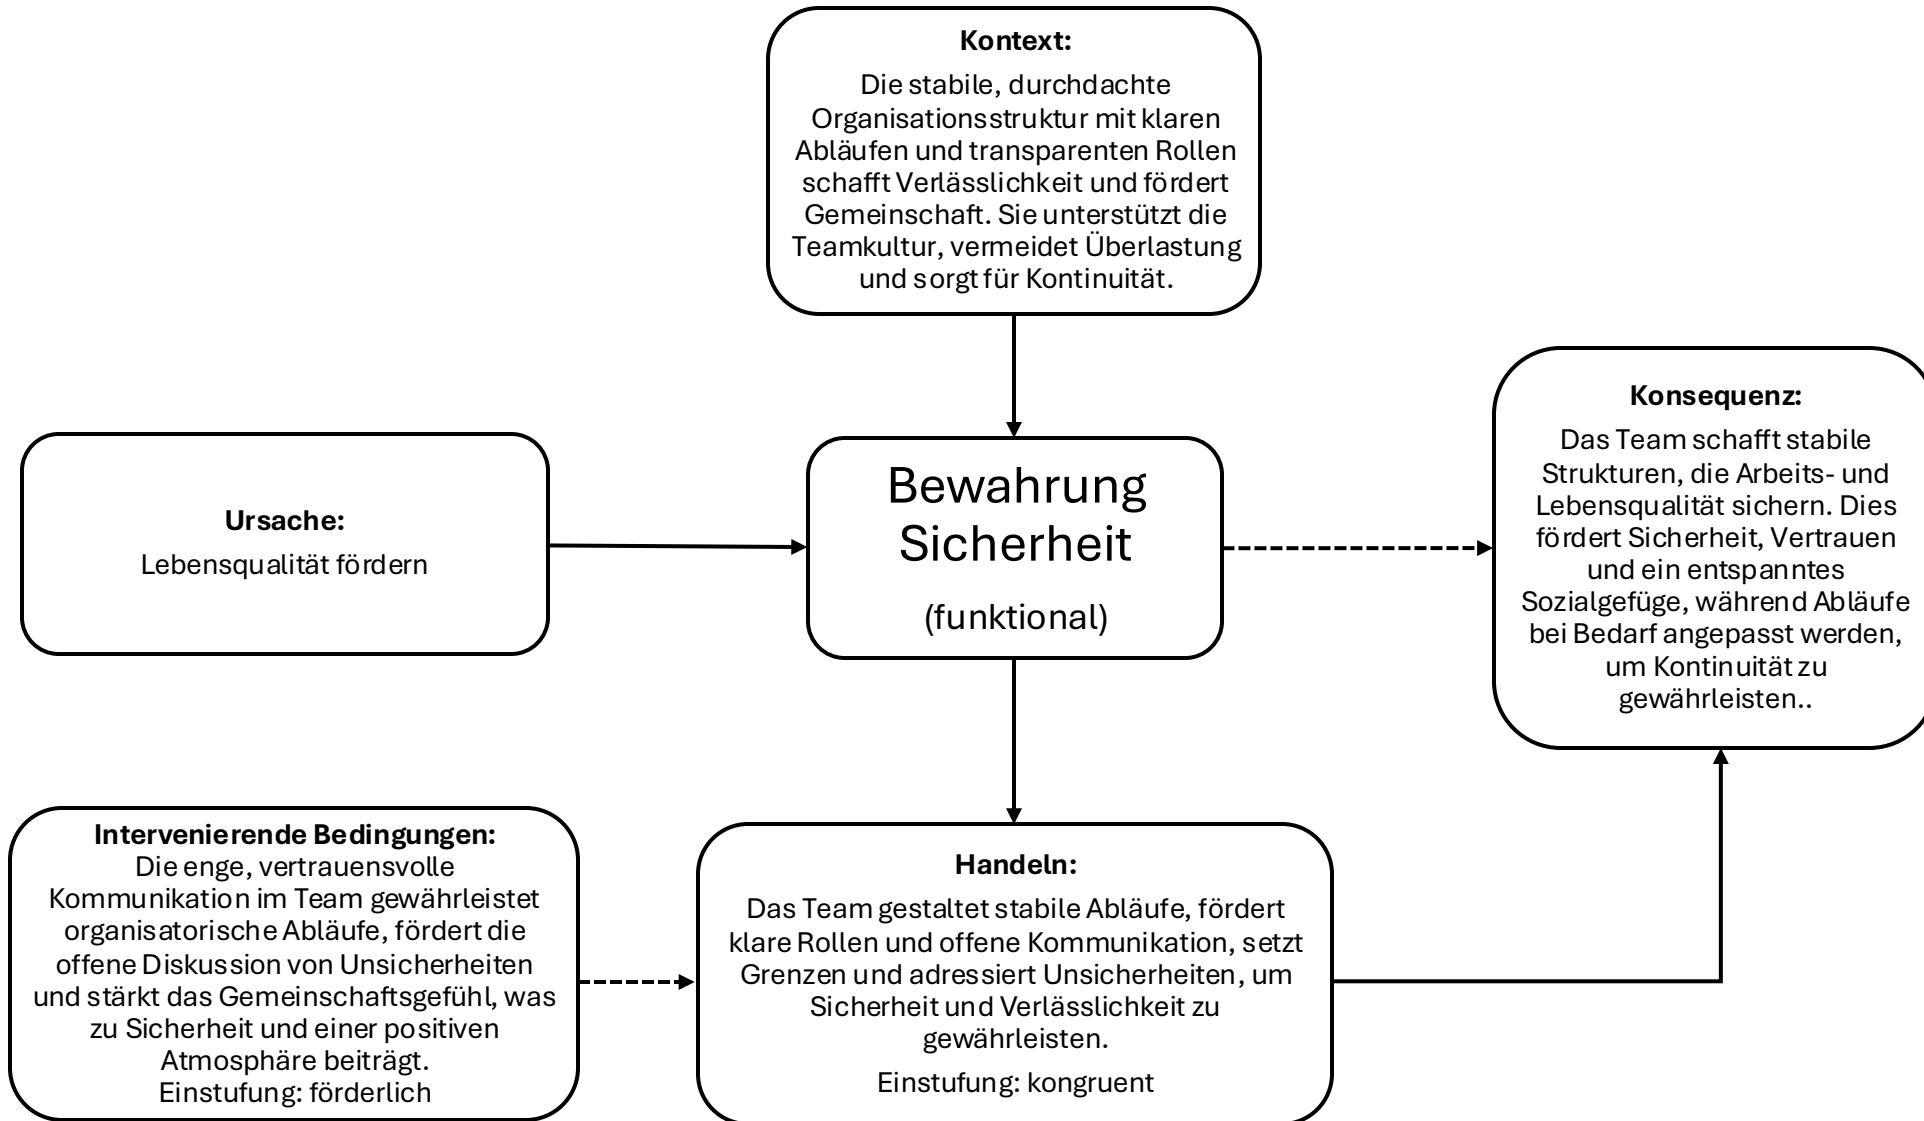 Kontext:
Die stabile, durchdachte
Organisationsstruktur mit klaren
Abläufen und transparenten Rollen
schafft Verlässlichkeit und fördert
Gemeinschaft. Sie unterstützt die
Teamkultur, vermeidet Überlastung
und sorgt für Kontinuität.
Ursache:
Lebensqualität fördern
Bewahrung
Sicherheit
(funktional)
Konsequenz:
Das Team schafft stabile
Strukturen, die Arbeits- und
Lebensqualität sichern. Dies
fördert Sicherheit, Vertrauen
und ein entspanntes
Sozialgefüge, während Abläufe
bei Bedarf angepasst werden,
um Kontinuität zu
gewährleisten..
Intervenierende Bedingungen:
Die enge, vertrauensvolle
Kommunikation im Team gewährleistet
organisatorische Abläufe, fördert die
offene Diskussion von Unsicherheiten
und stärkt das Gemeinschaftsgefühl, was
zu Sicherheit und einer positiven
Atmosphäre beiträgt.
Einstufung: förderlich
Handeln:
Das Team gestaltet stabile Abläufe, fördert
klare Rollen und offene Kommunikation, setzt
Grenzen und adressiert Unsicherheiten, um
Sicherheit und Verlässlichkeit zu
gewährleisten.
Einstufung: kongruent